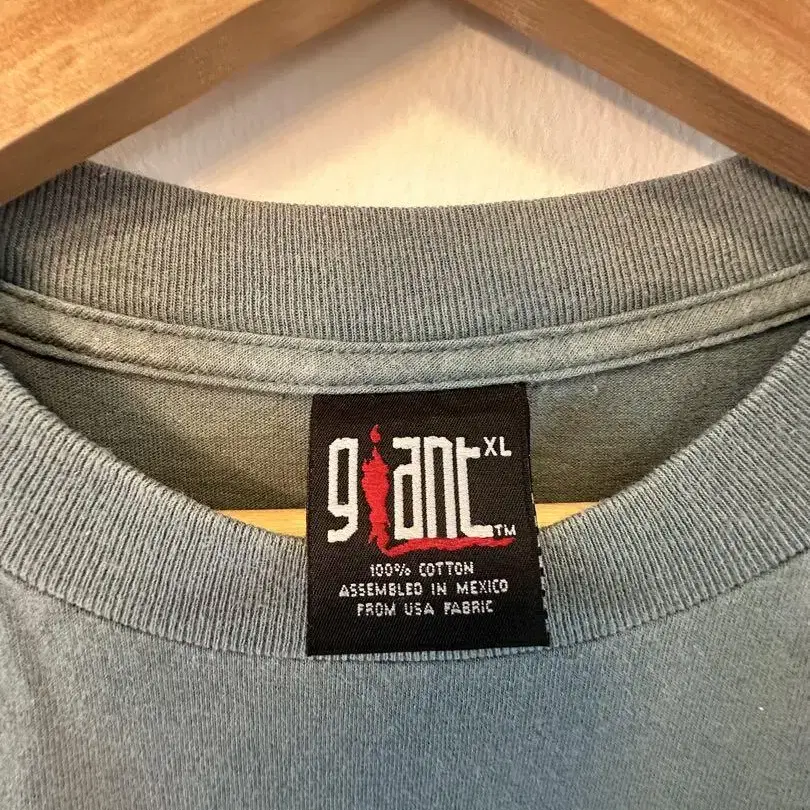 giant XL
TM
100% COTTON
ASSEMBLED IN MEXICO
FROM USA FABRIC